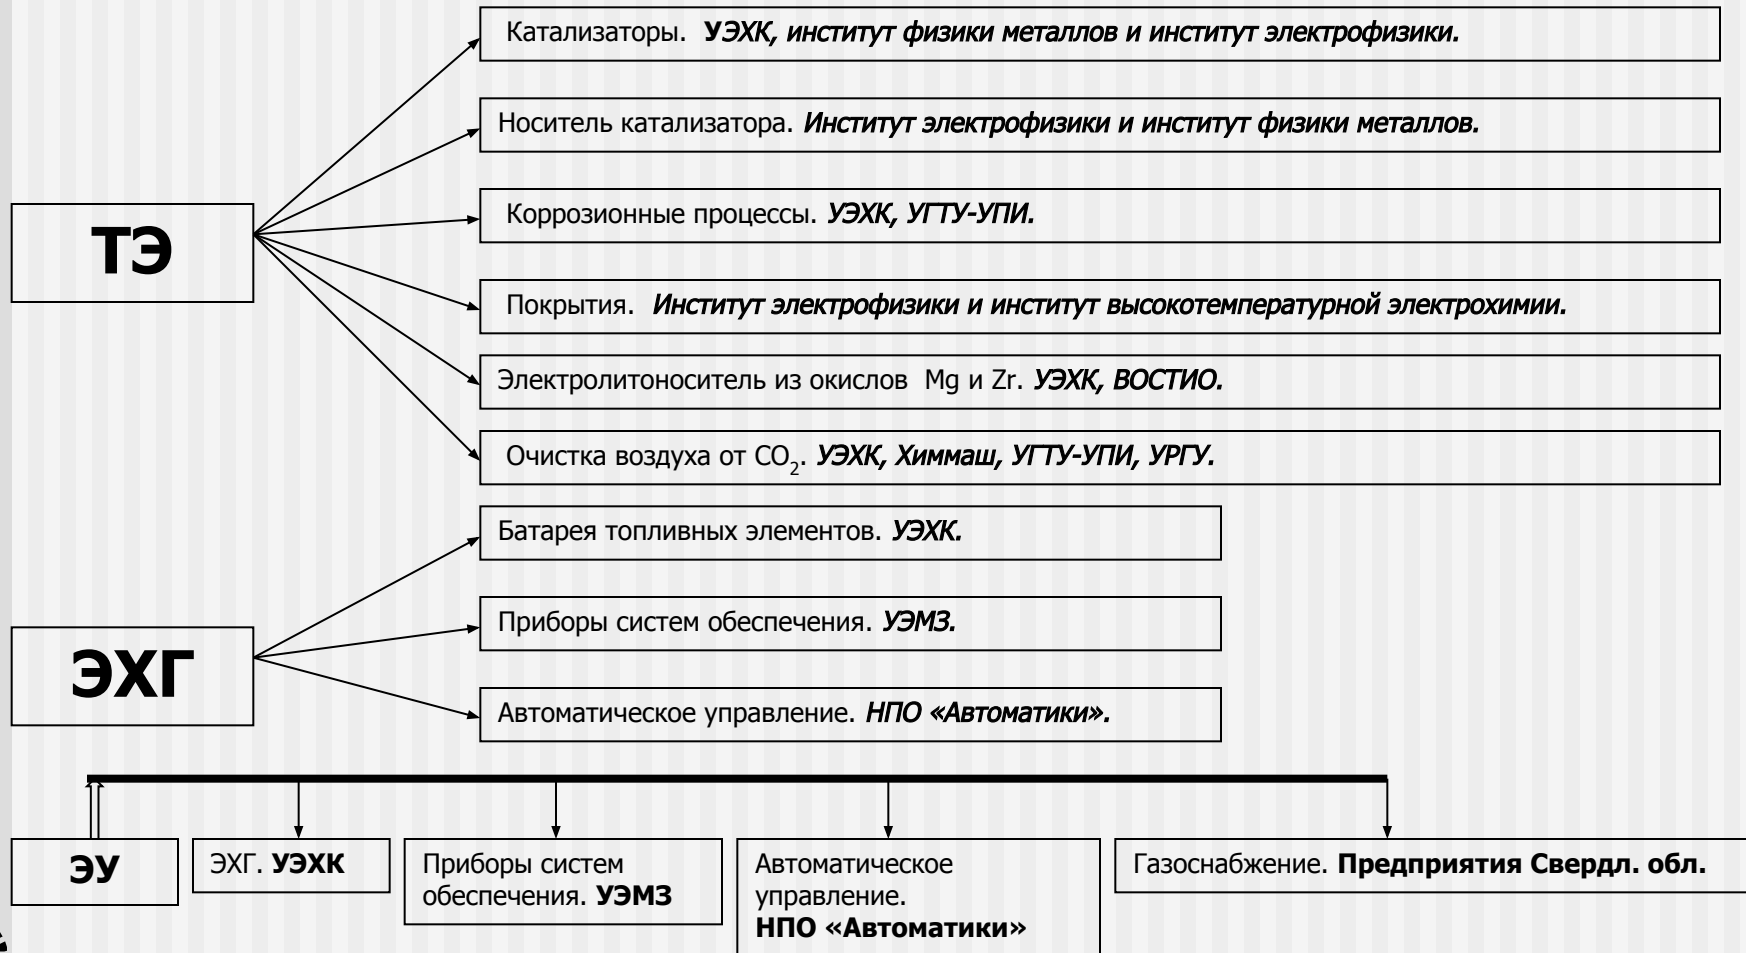 Катализаторы. УЭХК, институт физики металлов и институт электрофизики.
Носитель катализатора. Институт электрофизики и институт физики металлов.
Коррозионные процессы. УЭХК, УГТУ-УПИ.
ТЭ
Покрытия. Институт электрофизики и институт высокотемпературной электрохимии.
Электролитоноситель из окислов Mg и Zr. УЭХК, ВОСТИО.
Очистка воздуха от CO₂. УЭХК, Химмаш, УГТУ-УПИ, УРГУ.
Батарея топливных элементов. УЭХК.
Приборы систем обеспечения. УЭМЗ.
ЭХГ
Автоматическое управление. НПО «Автоматики».
ЭУ
ЭХГ. УЭХК
Приборы систем
обеспечения. УЭМЗ
Автоматическое
управление.
НПО «Автоматики»
Газоснабжение. Предприятия Свердл. обл.